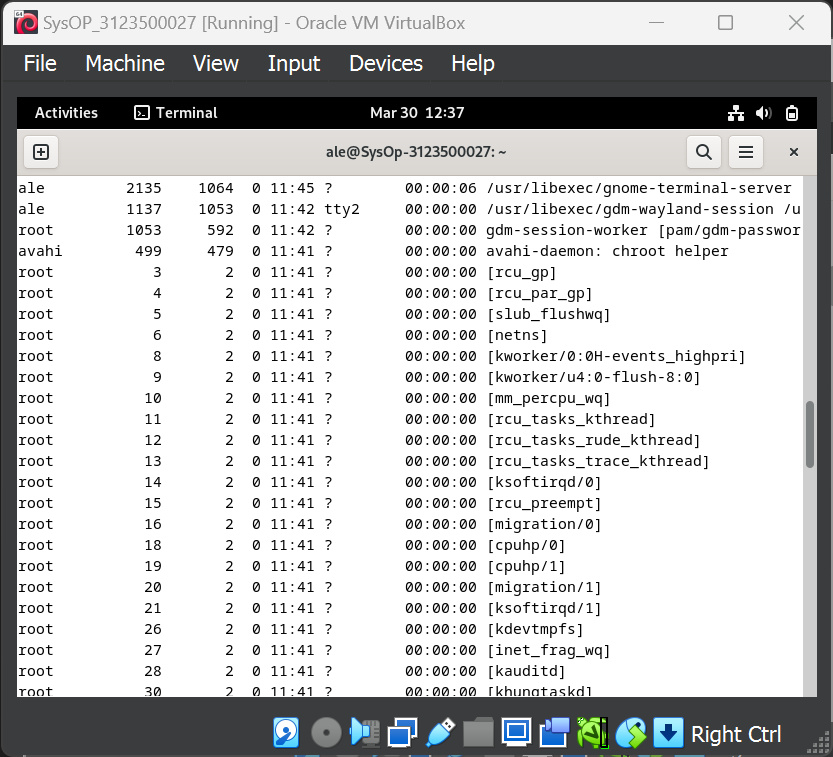 SysOP_3123500027 [Running] - Oracle VM VirtualBox
File Machine View Input Devices Help
Activities Terminal Mar 30 12:37
ale@SysOp-3123500027: ~
ale 2135 1064 0 11:45 ? 00:00:06 /usr/libexec/gnome-terminal-server
ale 1137 1053 0 11:42 tty2 00:00:00 /usr/libexec/gdm-wayland-session /u
root 1053 592 0 11:42 ? 00:00:00 gdm-session-worker [pam/gdm-passwor
avahi 499 479 0 11:41 ? 00:00:00 avahi-daemon: chroot helper
root 3 2 0 11:41 ? 00:00:00 [rcu_gp]
root 4 2 0 11:41 ? 00:00:00 [rcu_par_gp]
root 5 2 0 11:41 ? 00:00:00 [slub_flushwq]
root 6 2 0 11:41 ? 00:00:00 [netns]
root 8 2 0 11:41 ? 00:00:00 [kworker/0:0H-events_highpri]
root 9 2 0 11:41 ? 00:00:00 [kworker/u4:0-flush-8:0]
root 10 2 0 11:41 ? 00:00:00 [mm_percpu_wq]
root 11 2 0 11:41 ? 00:00:00 [rcu_tasks_kthread]
root 12 2 0 11:41 ? 00:00:00 [rcu_tasks_rude_kthread]
root 13 2 0 11:41 ? 00:00:00 [rcu_tasks_trace_kthread]
root 14 2 0 11:41 ? 00:00:00 [ksoftirqd/0]
root 15 2 0 11:41 ? 00:00:00 [rcu_preempt]
root 16 2 0 11:41 ? 00:00:00 [migration/0]
root 18 2 0 11:41 ? 00:00:00 [cpuhp/0]
root 19 2 0 11:41 ? 00:00:00 [cpuhp/1]
root 20 2 0 11:41 ? 00:00:00 [migration/1]
root 21 2 0 11:41 ? 00:00:00 [ksoftirqd/1]
root 26 2 0 11:41 ? 00:00:00 [kdevtmpfs]
root 27 2 0 11:41 ? 00:00:00 [inet_frag_wq]
root 28 2 0 11:41 ? 00:00:00 [kauditd]
root 30 2 0 11:41 ? 00:00:00 [khungtaskd]
Right Ctrl